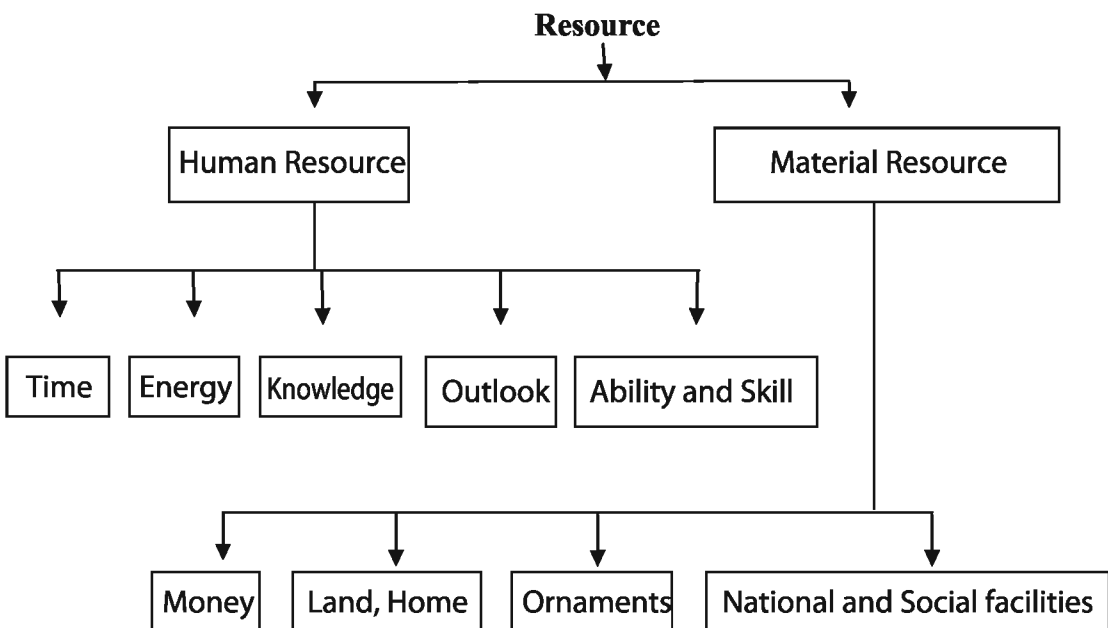 Resource
Human Resource
Material Resource
Time
Energy
Knowledge
Outlook
Ability and Skill
Money
Land, Home
Ornaments
National and Social facilities